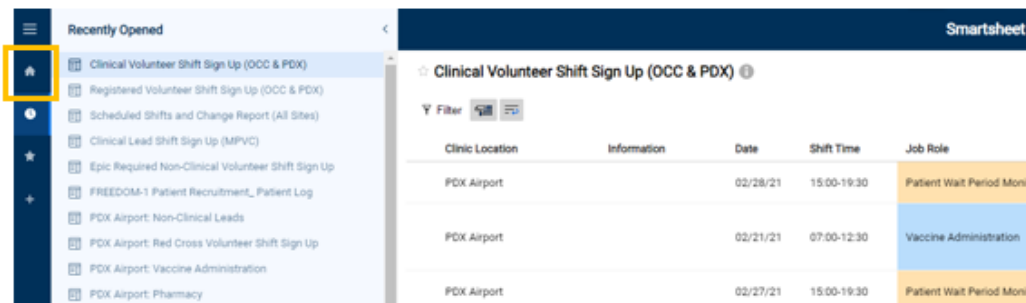 Recently Opened
Smartsheet
Clinical Volunteer Shift Sign Up (OCC & PDX)
Registered Volunteer Shift Sign Up (OCC & PDX)
Scheduled Shifts and Change Report (All Sites)
Clinical Lead Shift Sign Up (MPVC)
Epic Required Non-Clinical Volunteer Shift Sign Up
FREEDOM-1 Patient Recruitment_ Patient Log
PDX Airport: Non-Clinical Leads
PDX Airport: Red Cross Volunteer Shift Sign Up
PDX Airport: Vaccine Administration
PDX Airport: Pharmacy
Clinical Volunteer Shift Sign Up (OCC & PDX)
Filter
Clinic Location Information Date Shift Time Job Role
PDX Airport 02/28/21 15:00-19:30 Patient Wait Period Moni
PDX Airport 02/21/21 07:00-12:30 Vaccine Administration
PDX Airport 02/27/21 15:00-19:30 Patient Wait Period Moni